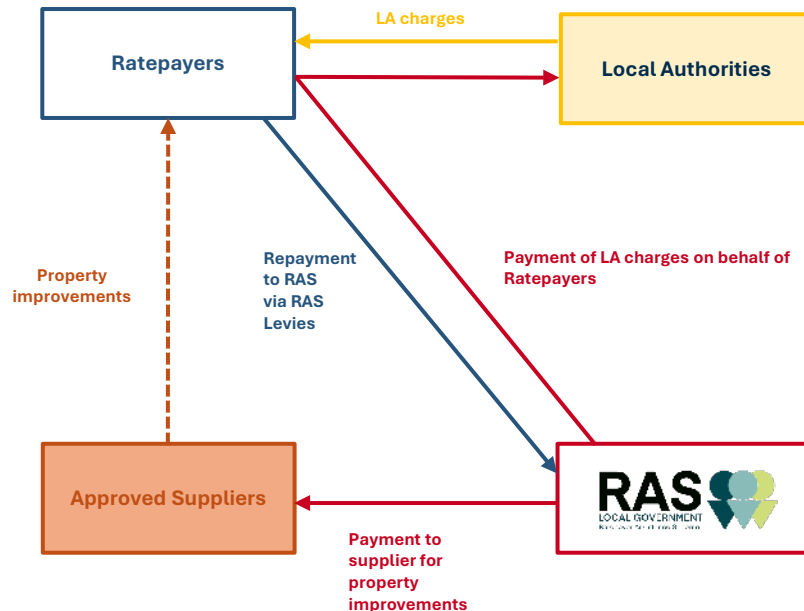 LA charges
Ratepayers
Local Authorities
Repayment
to RAS
via RAS
Levies
Payment of LA charges on behalf of
Ratepayers
Property
improvements
Approved Suppliers
RAS
LOCAL GOVERNMENT
Payment to
supplier for
property
improvements